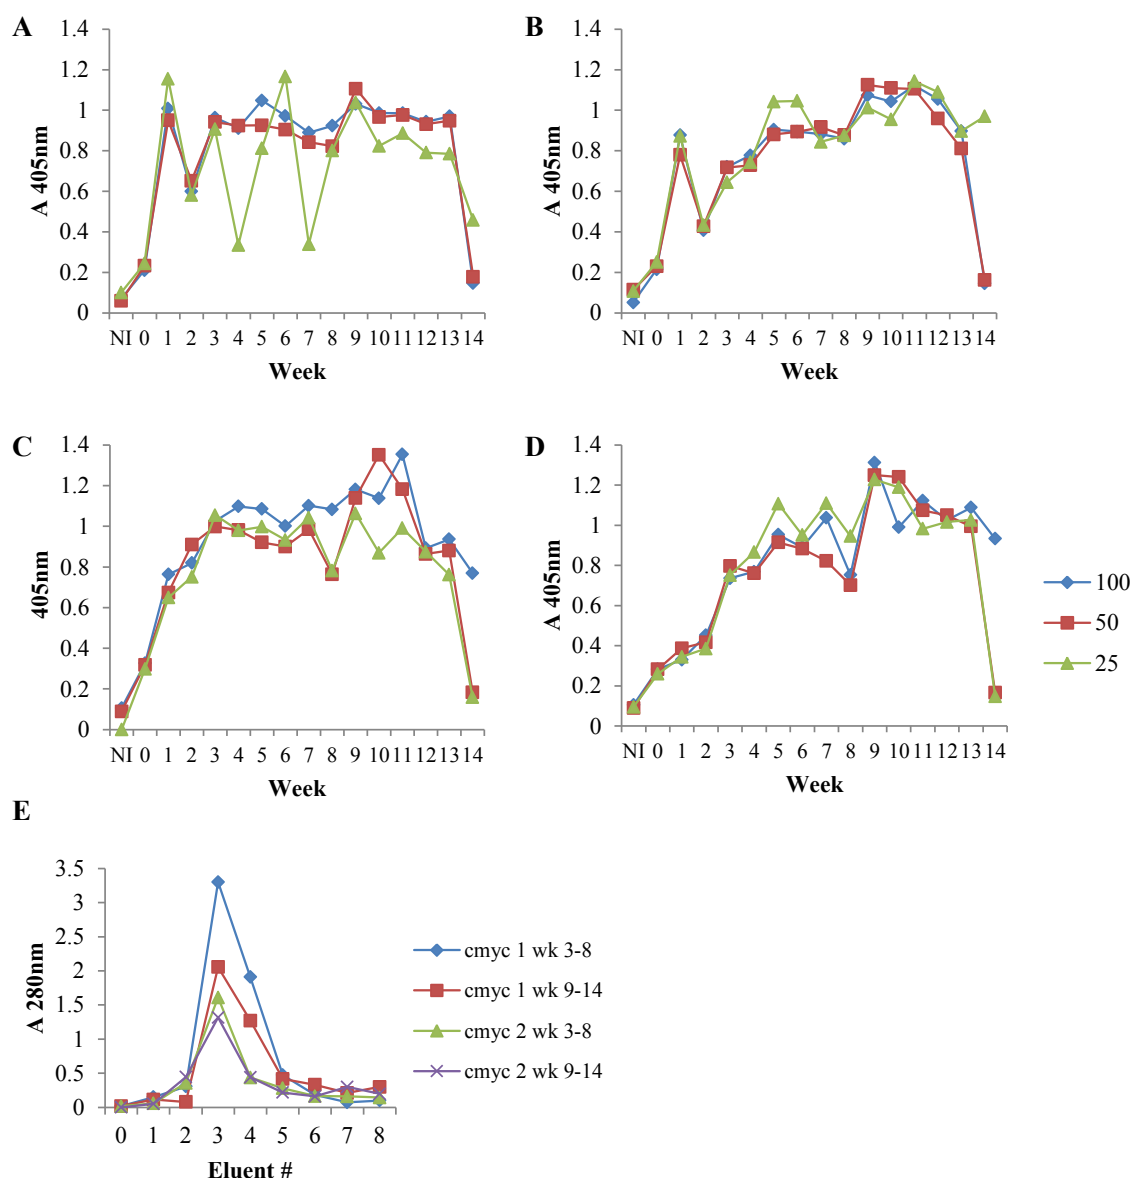 A
A 405nm
1.4
1.2
1
0.8
0.6
0.4
0.2
0
NI 0 1 2 3 4 5 6 7 8 9 10 11 12 13 14
Week
B
A 405nm
1.4
1.2
1
0.8
0.6
0.4
0.2
0
NI 0 1 2 3 4 5 6 7 8 9 10 11 12 13 14
Week
C
405nm
1.4
1.2
1
0.8
0.6
0.4
0.2
0
NI 0 1 2 3 4 5 6 7 8 9 10 11 12 13 14
Week
D
A 405nm
1.4
1.2
1
0.8
0.6
0.4
0.2
0
NI 0 1 2 3 4 5 6 7 8 9 10 11 12 13 14
Week
100
50
25
E
A 280nm
3.5
3
2.5
2
1.5
1
0.5
0
0 1 2 3 4 5 6 7 8
Eluent #
cmyc 1 wk 3-8
cmyc 1 wk 9-14
cmyc 2 wk 3-8
cmyc 2 wk 9-14